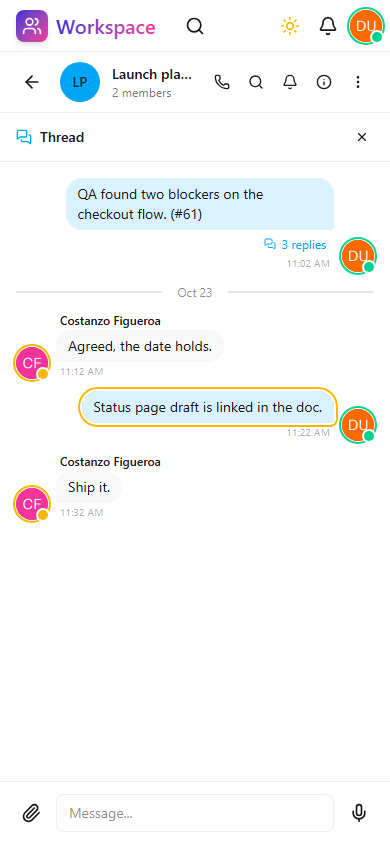 Workspace
DU
LP
Launch pla...
2 members
Thread
QA found two blockers on the
checkout flow. (#61)
3 replies
11:02 AM
DU
Oct 23
Costanzo Figueroa
Agreed, the date holds.
CF
11:12 AM
Status page draft is linked in the doc.
DU
11:22 AM
Costanzo Figueroa
Ship it.
CF
11:32 AM
Message...